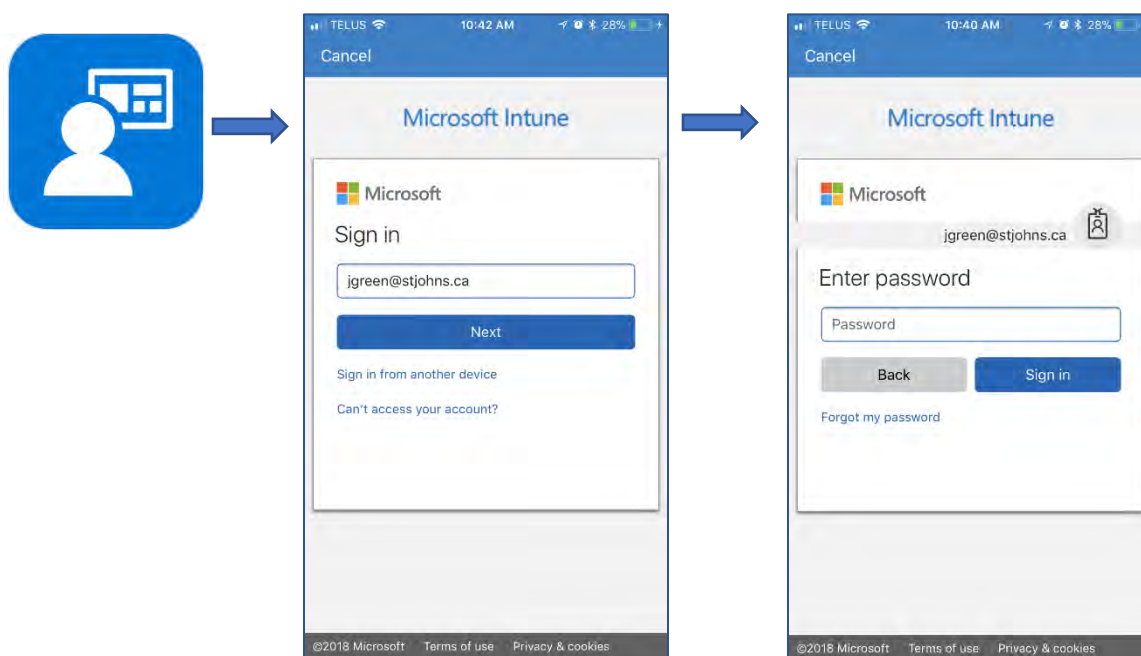 TELUS 10:42 AM 28%
Cancel
Microsoft Intune
Microsoft
Sign in
jgreen@stjohns.ca
Next
Sign in from another device
Can't access your account?
©2018 Microsoft Terms of use Privacy & cookies
TELUS 10:40 AM 28%
Cancel
Microsoft Intune
Microsoft
jgreen@stjohns.ca
Enter password
Password
Back Sign in
Forgot my password
©2018 Microsoft Terms of use Privacy & cookies